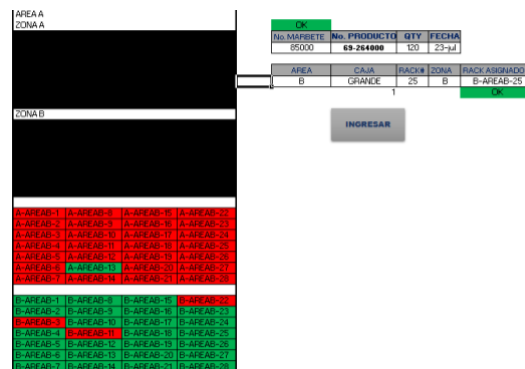 AREA A
ZONA A
OK
No. MARBETE No. PRODUCTO QTY FECHA
85000 69-264000 120 23-jul
AREA CAJA RACK# ZONA RACK ASIGNADO
B GRANDE 25 B B-AREAB-25
1 OK
ZONA B
INGRESAR
A-AREAB-1 A-AREAB-8 A-AREAB-15 A-AREAB-22
A-AREAB-2 A-AREAB-9 A-AREAB-16 A-AREAB-23
A-AREAB-3 A-AREAB-10 A-AREAB-17 A-AREAB-24
A-AREAB-4 A-AREAB-11 A-AREAB-18 A-AREAB-25
A-AREAB-5 A-AREAB-12 A-AREAB-19 A-AREAB-26
A-AREAB-6 A-AREAB-13 A-AREAB-20 A-AREAB-27
A-AREAB-7 A-AREAB-14 A-AREAB-21 A-AREAB-28
B-AREAB-1 B-AREAB-8 B-AREAB-15 B-AREAB-22
B-AREAB-2 B-AREAB-9 B-AREAB-16 B-AREAB-23
B-AREAB-3 B-AREAB-10 B-AREAB-17 B-AREAB-24
B-AREAB-4 B-AREAB-11 B-AREAB-18 B-AREAB-25
B-AREAB-5 B-AREAB-12 B-AREAB-19 B-AREAB-26
B-AREAB-6 B-AREAB-13 B-AREAB-20 B-AREAB-27
B-AREAB-7 B-AREAB-14 B-AREAB-21 B-AREAB-28